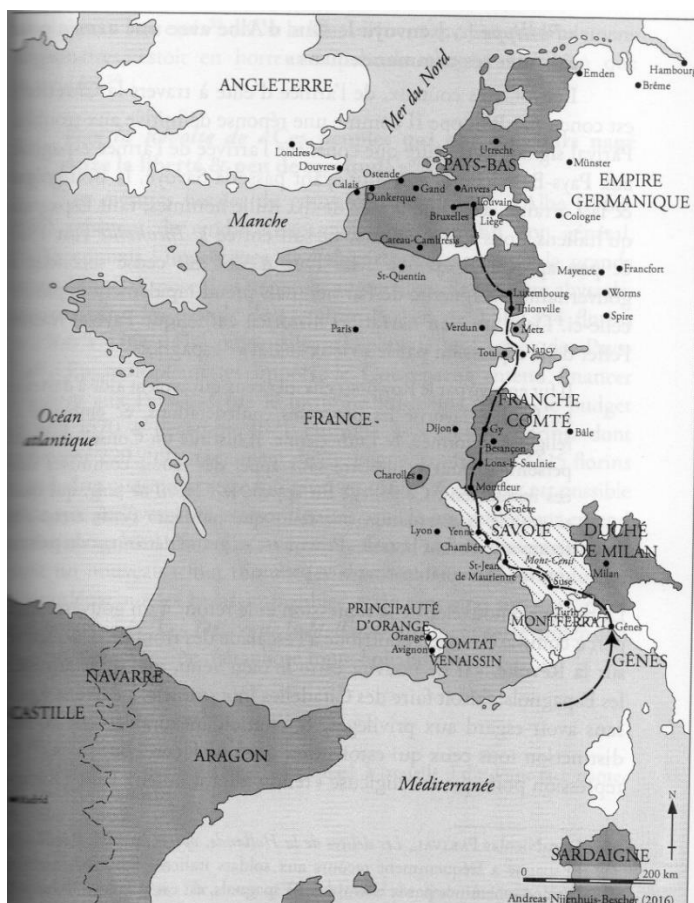 ANGLETERRE
Mer du Nord
Hambourg
Emden
Brême
Londres
Douvres
Utrecht
PAYS-BAS
Münster
Ostende
Calais
Dunkerque
Gand
Anvers
EMPIRE
GERMANIQUE
Louvain
Bruxelles
Liège
Cologne
Manche
Cateau-Cambrésis
St-Quentin
Mayence
Francfort
Luxembourg
Worms
Thionville
Spire
Paris
Verdun
Metz
Toul
Nancy
Océan
atlantique
FRANCE
FRANCHE
COMTÉ
Dijon
Gy
Besançon
Bâle
Lons-le-Saulnier
Charolles
Montfleur
Genève
Lyon
Yenne
SAVOIE
DUCHÉ
DE MILAN
Chambéry
St-Jean
de Maurienne
Mont-Cenis
Milan
Suse
Turin
PRINCIPAUTÉ
D'ORANGE
MONTFERRAT
Orange
Avignon
COMTAT
VENAISSIN
Gênes
GÊNES
NAVARRE
CASTILLE
ARAGON
Méditerranée
Madrid
N
SARDAIGNE
0
200 km
Andreas Nijenhuis-Bescher (2016)